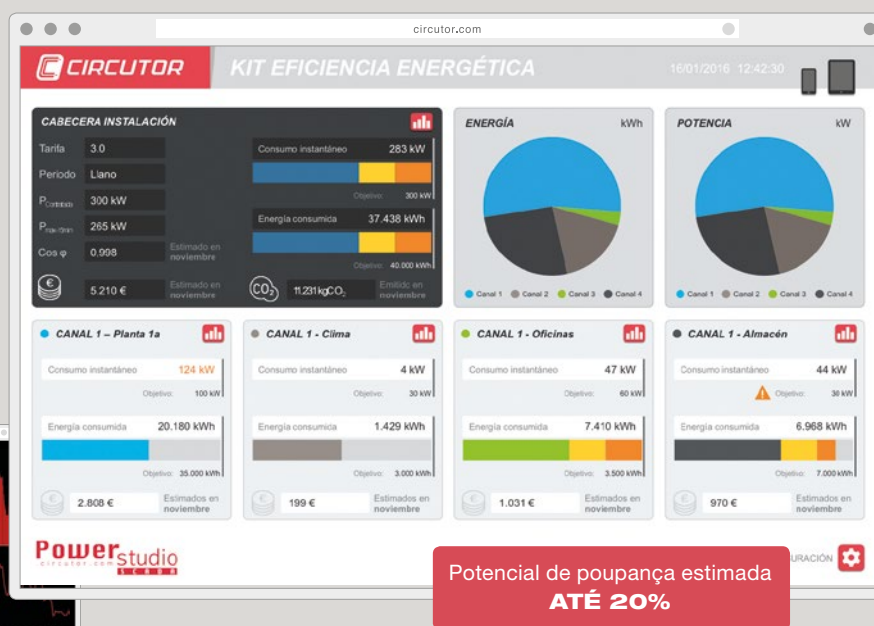 circutor.com
CIRCUTOR
KIT EFICIENCIA ENERGÉTICA
16/01/2016 12:42:30
CABECERA INSTALACIÓN
Tarifa 3.0
Periodo Llano
300 kW
265 kW
Cos φ 0.998
Estimado en
noviembre
5.210 €
Estimado en
noviembre
Consumo instantáneo 283 kW
Objetivo: 300 kW
Energía consumida 37.438 kWh
Objetivo: 40.000 kWh
CO₂ 11.231kgCO₂
Emitido en
noviembre
ENERGÍA kWh
Canal 1 Canal 2 Canal 3 Canal 4
POTENCIA kW
Canal 1 Canal 2 Canal 3 Canal 4
CANAL 1 – Planta 1a
Consumo instantáneo 124 kW
Objetivo: 100 kW
Energía consumida 20.180 kWh
Objetivo: 35.000 kWh
2.808 €
Estimados en
noviembre
CANAL 1 - Clima
Consumo instantáneo 4 kW
Objetivo: 30 kW
Energía consumida 1.429 kWh
Objetivo: 3.000 kWh
199 €
Estimados en
noviembre
CANAL 1 - Oficinas
Consumo instantáneo 47 kW
Objetivo: 60 kW
Energía consumida 7.410 kWh
Objetivo: 3.500 kWh
1.031 €
Estimados en
noviembre
CANAL 1 - Almacén
Consumo instantáneo 44 kW
Objetivo: 30 kW
Energía consumida 6.968 kWh
Objetivo: 7.000 kWh
970 €
Estimados en
noviembre
Powerstudio
circutor.com SCADA
URACIÓN
Potencial de poupança estimada
ATÉ 20%